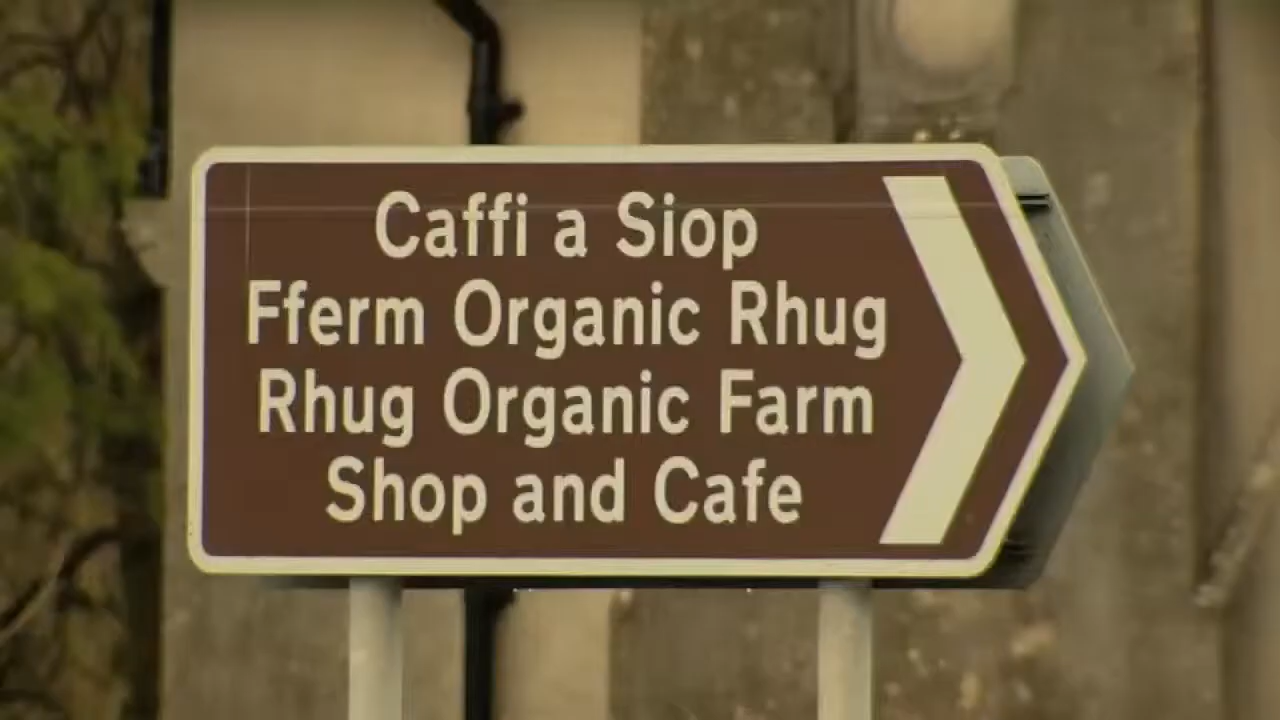 Caffi a Siop
Fferm Organic Rhug
Rhug Organic Farm
Shop and Cafe